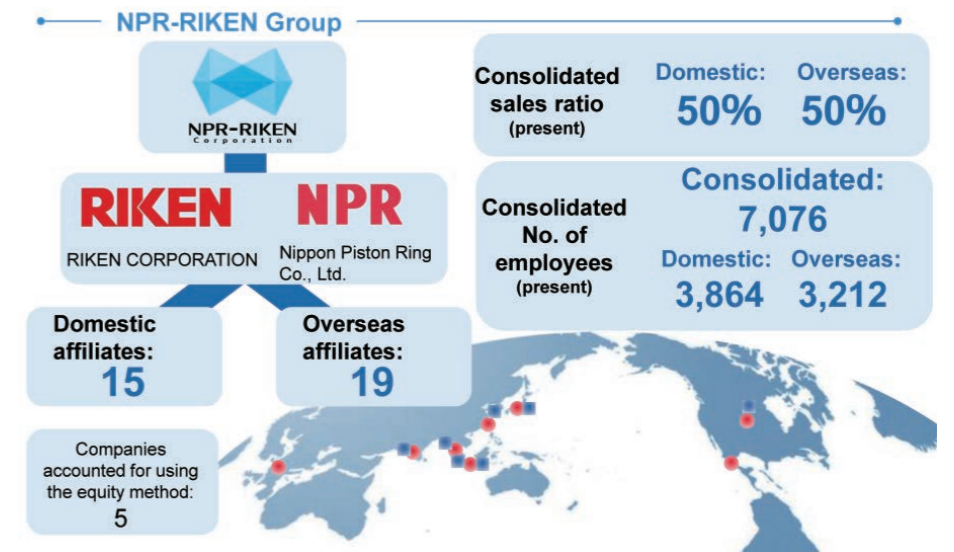 NPR-RIKEN Group
NPR-RIKEN
Corporation
RIKEN
RIKEN CORPORATION
NPR
Nippon Piston Ring
Co., Ltd.
Domestic
affiliates:
15
Overseas
affiliates:
19
Companies
accounted for using
the equity method:
5
Consolidated
sales ratio
(present)
Domestic:
50%
Overseas:
50%
Consolidated
No. of
employees
(present)
Consolidated:
7,076
Domestic:
3,864
Overseas:
3,212